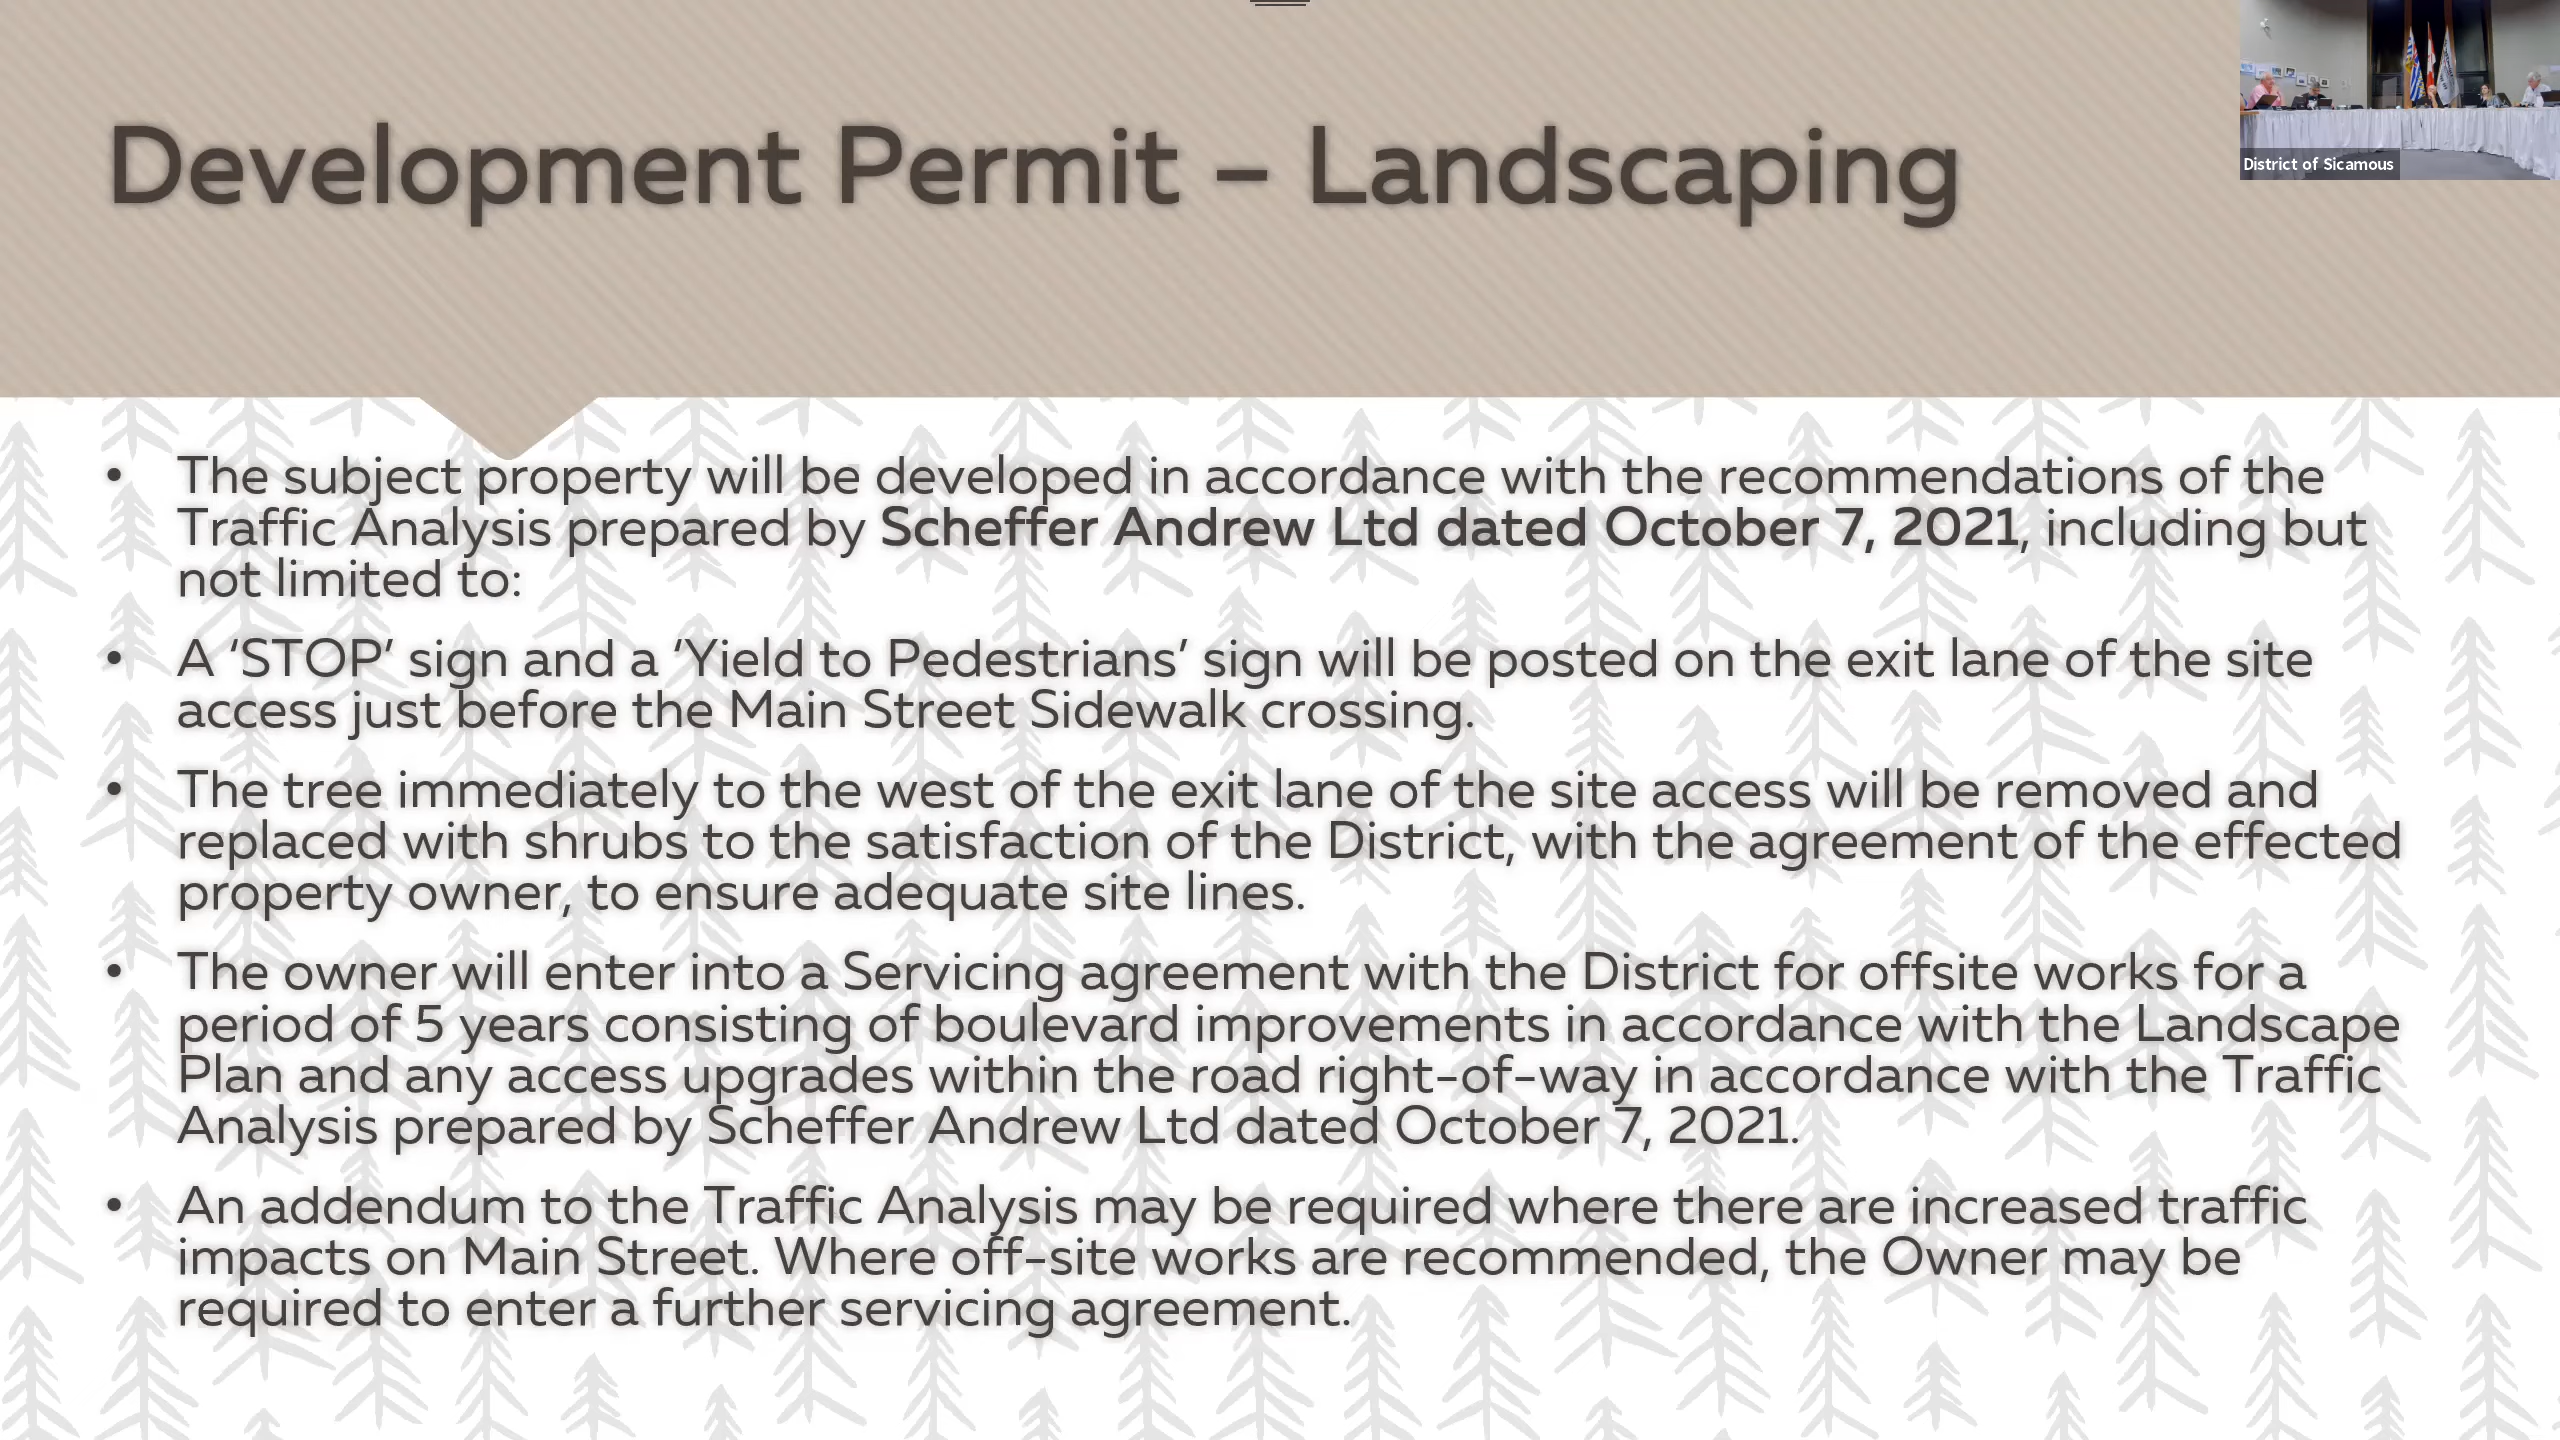 Development Permit – Landscaping
District of Sicamous
• The subject property will be developed in accordance with the recommendations of the
Traffic Analysis prepared by Scheffer Andrew Ltd dated October 7, 2021, including but
not limited to:
• A ‘STOP’ sign and a ‘Yield to Pedestrians’ sign will be posted on the exit lane of the site
access just before the Main Street Sidewalk crossing.
• The tree immediately to the west of the exit lane of the site access will be removed and
replaced with shrubs to the satisfaction of the District, with the agreement of the effected
property owner, to ensure adequate site lines.
• The owner will enter into a Servicing agreement with the District for offsite works for a
period of 5 years consisting of boulevard improvements in accordance with the Landscape
Plan and any access upgrades within the road right-of-way in accordance with the Traffic
Analysis prepared by Scheffer Andrew Ltd dated October 7, 2021.
• An addendum to the Traffic Analysis may be required where there are increased traffic
impacts on Main Street. Where off-site works are recommended, the Owner may be
required to enter a further servicing agreement.